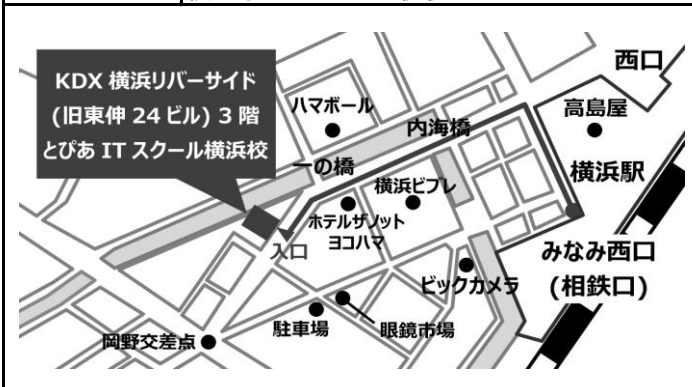 KDX 横浜リバーサイド
(旧東伸 24 ビル) 3 階
とぴあ IT スクール横浜校
西口
ハマボール
内海橋
高島屋
一の橋
横浜駅
横浜ビブレ
ホテルザノット
ヨコハマ
入口
みなみ西口
(相鉄口)
ビックカメラ
駐車場
眼鏡市場
岡野交差点